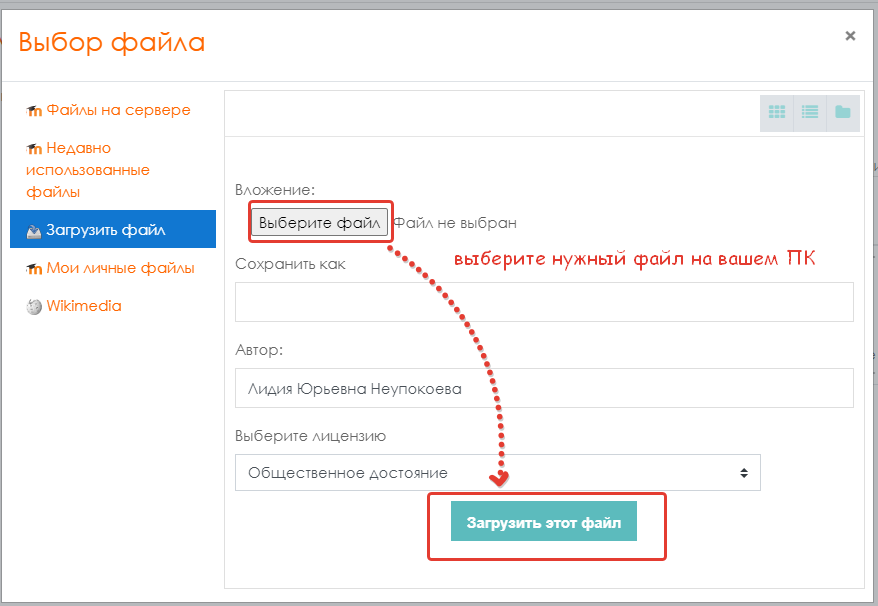 Выбор файла
×
Файлы на сервере
Недавно
использованные
файлы
Загрузить файл
Мои личные файлы
Wikimedia
Вложение:
Выберите файл Файл не выбран
выберите нужный файл на вашем ПК
Сохранить как
Автор:
Лидия Юрьевна Неупокоева
Выберите лицензию
Общественное достояние
Загрузить этот файл